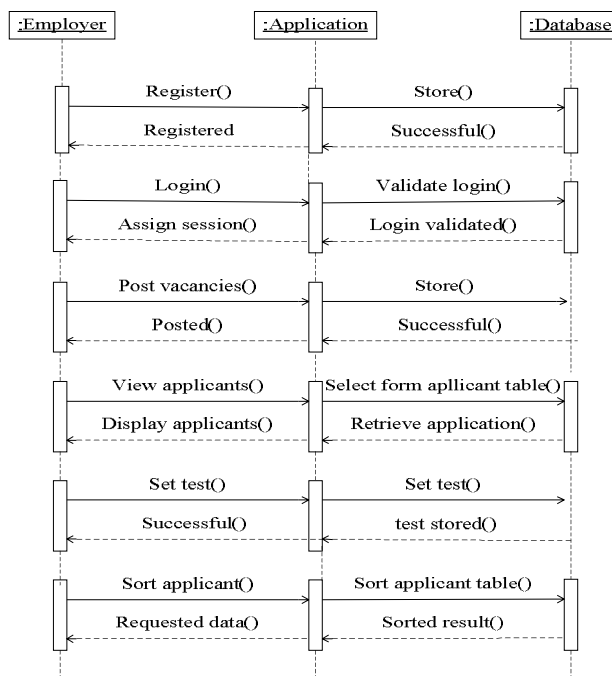 :Employer :Application :Database
Register() Store()
Registered Successful()
Login() Validate login()
Assign session() Login validated()
Post vacancies() Store()
Posted() Successful()
View applicants() Select form apllicant table()
Display applicants() Retrieve application()
Set test() Set test()
Successful() test stored()
Sort applicant() Sort applicant table()
Requested data() Sorted result()